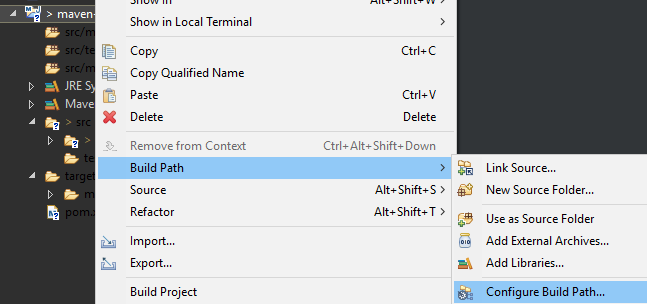 > maven-
src/m
src/te
src/m
JRE Sy
Mave
> src
>
te
target
m
pom.x
Show in Alt+Shift+W >
Show in Local Terminal >
Copy Ctrl+C
Copy Qualified Name
Paste Ctrl+V
Delete Delete
Remove from Context Ctrl+Alt+Shift+Down
Build Path >
Source Alt+Shift+S >
Refactor Alt+Shift+T >
Import...
Export...
Build Project
Link Source...
New Source Folder...
Use as Source Folder
Add External Archives...
Add Libraries...
Configure Build Path...